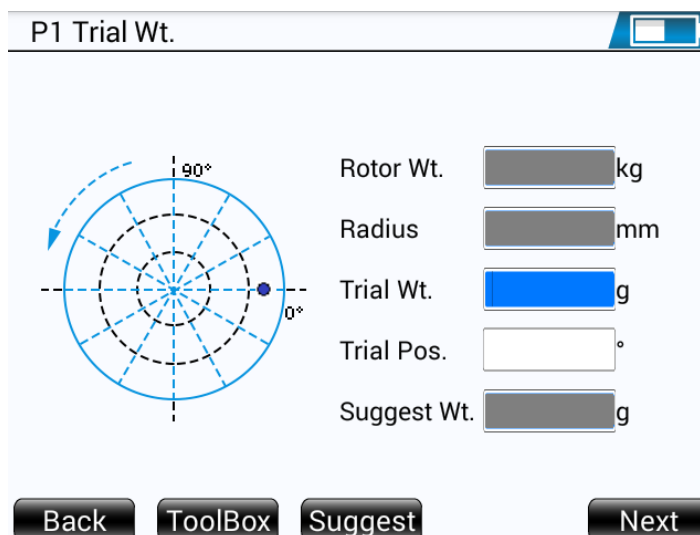 P1 Trial Wt.
90°
0°
Rotor Wt. kg
Radius mm
Trial Wt. g
Trial Pos. °
Suggest Wt. g
Back ToolBox Suggest Next